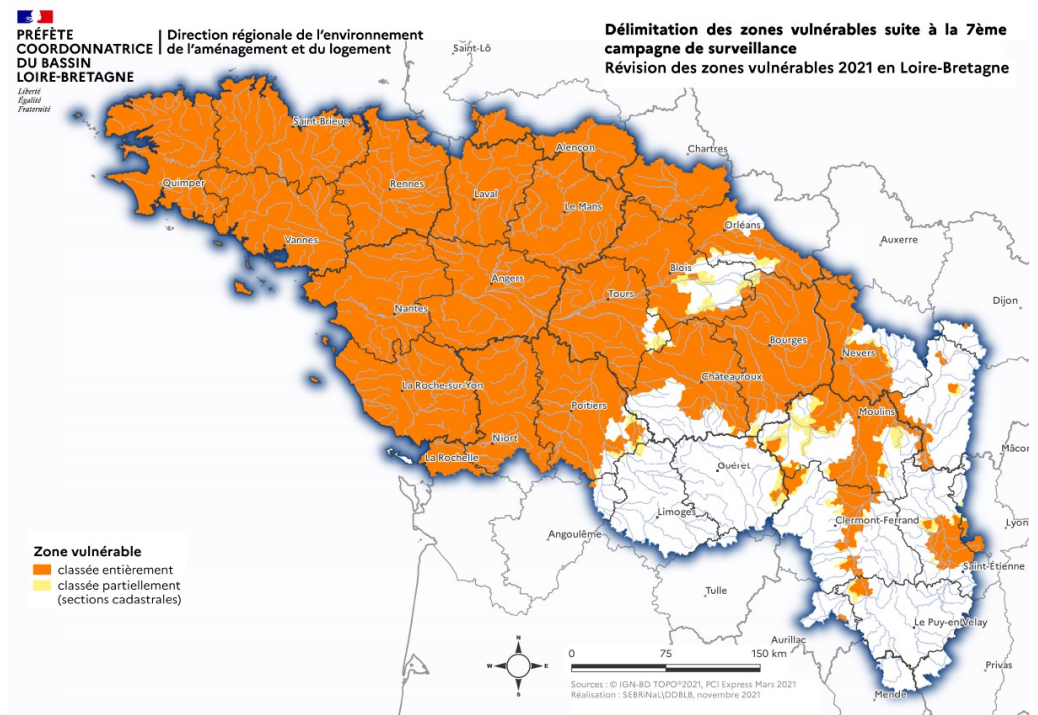 PRÉFÈTE
COORDONNATRICE
DU BASSIN
LOIRE-BRETAGNE
Liberté
Égalité
Fraternité
Direction régionale de l'environnement
de l'aménagement et du logement
Délimitation des zones vulnérables suite à la 7ème
campagne de surveillance
Révision des zones vulnérables 2021 en Loire-Bretagne
Saint-Lô
Saint-Brieuc
Alençon
Chartres
Quimper
Rennes
Laval
Le Mans
Orléans
Auxerre
Vannes
Blois
Angers
Tours
Dijon
Nantes
Bourges
Nevers
La Roche-sur-Yon
Châteauroux
Poitiers
Moulins
Niort
La Rochelle
Guéret
Mâcon
Limoges
Clermont-Ferrand
Lyon
Angoulême
Saint-Étienne
Tulle
Le Puy-en-Velay
Aurillac
Privas
Mende
Zone vulnérable
classée entièrement
classée partiellement
(sections cadastrales)
N
W
E
S
0 75 150 km
Sources : © IGN-BD TOPO®2021, PCI Express Mars 2021
Réalisation : SEBRiNaL\DDBLB, novembre 2021